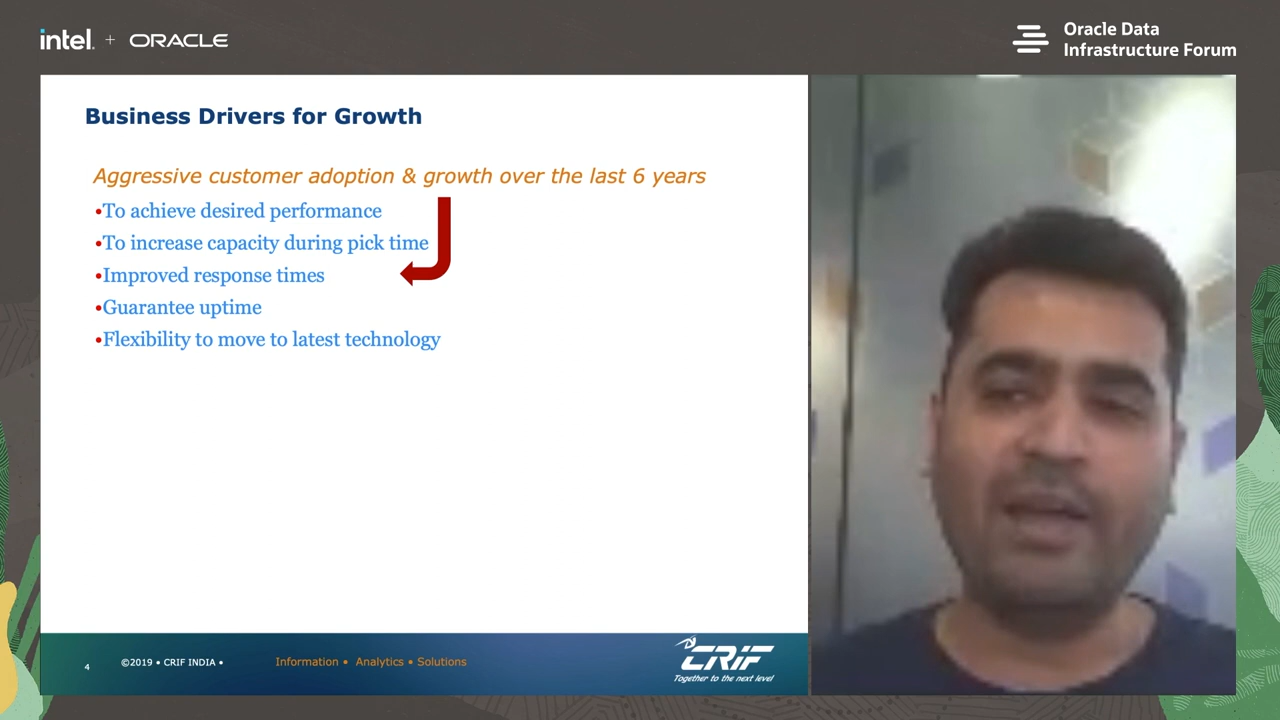 intel + ORACLE
Oracle Data
Infrastructure Forum
Business Drivers for Growth
Aggressive customer adoption & growth over the last 6 years
•To achieve desired performance
•To increase capacity during pick time
•Improved response times
•Guarantee uptime
•Flexibility to move to latest technology
4
©2019 • CRIF INDIA •
Information • Analytics • Solutions
CRIF
Together to the next level